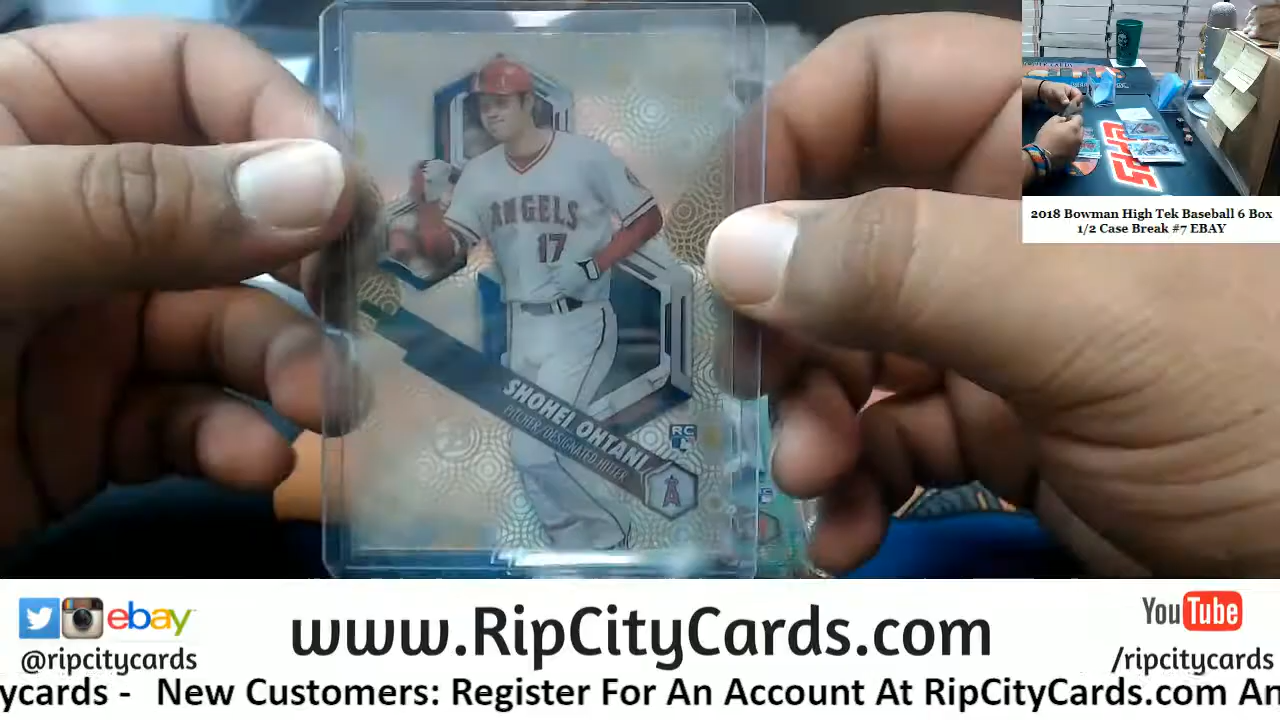 ANGELS
17
SHOHEI OHTANI
PITCHER/DESIGNATED HITTER
RC
A
2018 Bowman High Tek Baseball 6 Box
1/2 Case Break #7 EBAY
ebay
@ripcitycards
www.RipCityCards.com
YouTube
/ripcitycards
ycards - New Customers: Register For An Account At RipCityCards.com An